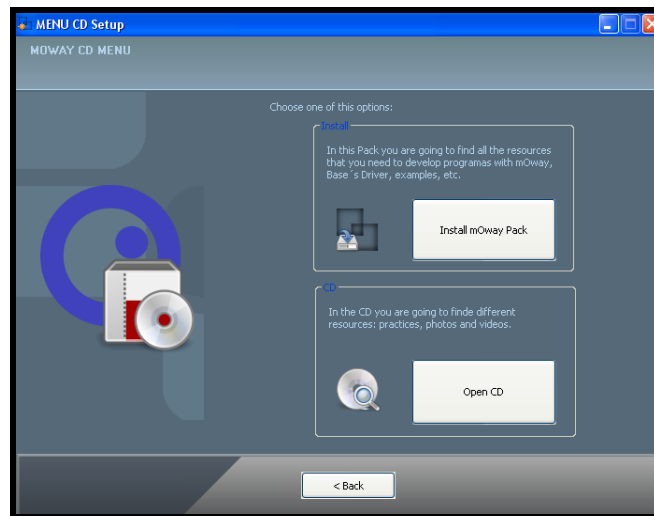 MENU CD Setup
MOWAY CD MENU
Choose one of this options:
Install
In this Pack you are going to find all the resources
that you need to develop programas with mOway,
Base´s Driver, examples, etc.
Install mOway Pack
CD
In the CD you are going to finde different
resources: practices, photos and videos.
Open CD
< Back